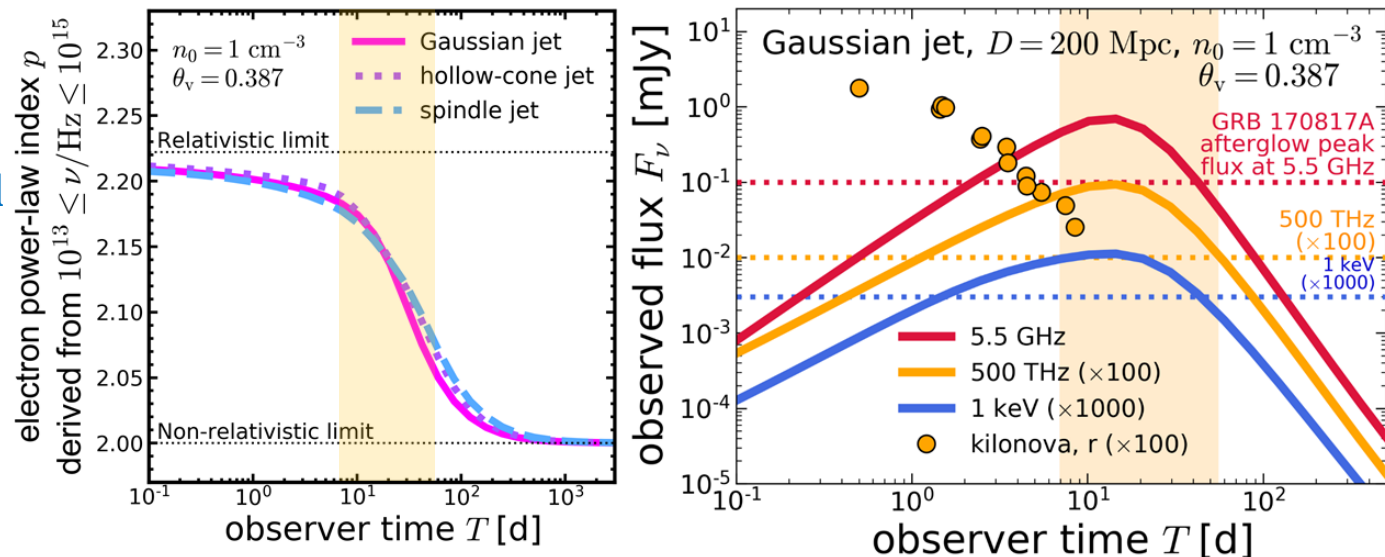 electron power-law index p
derived from 10¹³ ≤ ν/Hz ≤ 10¹⁵
2.30
2.25
2.20
2.15
2.10
2.05
2.00
n₀ = 1 cm⁻³
θᵥ = 0.387
Gaussian jet
hollow-cone jet
spindle jet
Relativistic limit
Non-relativistic limit
10⁻¹ 10⁰ 10¹ 10² 10³
observer time T [d]
observed flux Fν [mJy]
10¹
10⁰
10⁻¹
10⁻²
10⁻³
10⁻⁴
10⁻⁵
Gaussian jet, D = 200 Mpc, n₀ = 1 cm⁻³
θᵥ = 0.387
GRB 170817A
afterglow peak
flux at 5.5 GHz
500 THz
(×100)
1 keV
(×1000)
5.5 GHz
500 THz (×100)
1 keV (×1000)
kilonova, r (×100)
10⁻¹ 10⁰ 10¹ 10²
observer time T [d]